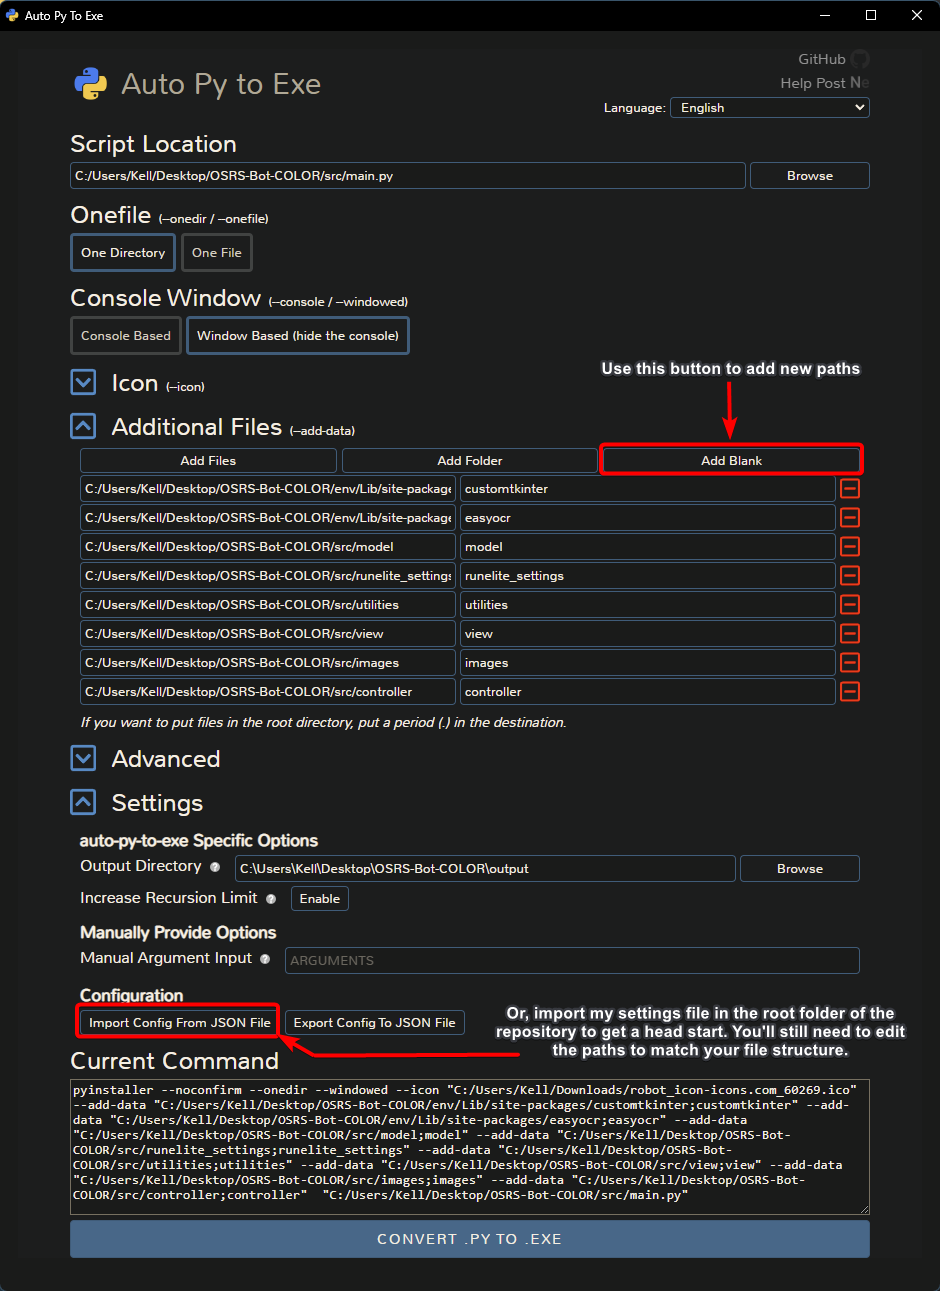 Auto Py To Exe
GitHub
Auto Py to Exe
Help Post
Language: English
Script Location
C:/Users/Kell/Desktop/OSRS-Bot-COLOR/src/main.py Browse
Onefile (--onedir / --onefile)
One Directory One File
Console Window (--console / --windowed)
Console Based Window Based (hide the console)
Use this button to add new paths
Icon (--icon)
Additional Files (--add-data)
Add Files Add Folder Add Blank
C:/Users/Kell/Desktop/OSRS-Bot-COLOR/env/Lib/site-package customtkinter
C:/Users/Kell/Desktop/OSRS-Bot-COLOR/env/Lib/site-package easyocr
C:/Users/Kell/Desktop/OSRS-Bot-COLOR/src/model model
C:/Users/Kell/Desktop/OSRS-Bot-COLOR/src/runelite_settings runelite_settings
C:/Users/Kell/Desktop/OSRS-Bot-COLOR/src/utilities utilities
C:/Users/Kell/Desktop/OSRS-Bot-COLOR/src/view view
C:/Users/Kell/Desktop/OSRS-Bot-COLOR/src/images images
C:/Users/Kell/Desktop/OSRS-Bot-COLOR/src/controller controller
If you want to put files in the root directory, put a period (.) in the destination.
Advanced
Settings
auto-py-to-exe Specific Options
Output Directory ? C:\Users\Kell\Desktop\OSRS-Bot-COLOR\output Browse
Increase Recursion Limit ? Enable
Manually Provide Options
Manual Argument Input ? ARGUMENTS
Configuration
Import Config From JSON File Export Config To JSON File
Or, import my settings file in the root folder of the
repository to get a head start. You'll still need to edit
the paths to match your file structure.
Current Command
pyinstaller --noconfirm --onedir --windowed --icon "C:/Users/Kell/Downloads/robot_icon-icons.com_60269.ico"
--add-data "C:/Users/Kell/Desktop/OSRS-Bot-COLOR/env/Lib/site-packages/customtkinter;customtkinter" --add-
data "C:/Users/Kell/Desktop/OSRS-Bot-COLOR/env/Lib/site-packages/easyocr;easyocr" --add-data
"C:/Users/Kell/Desktop/OSRS-Bot-COLOR/src/model;model" --add-data "C:/Users/Kell/Desktop/OSRS-Bot-
COLOR/src/runelite_settings;runelite_settings" --add-data "C:/Users/Kell/Desktop/OSRS-Bot-
COLOR/src/utilities;utilities" --add-data "C:/Users/Kell/Desktop/OSRS-Bot-COLOR/src/view;view" --add-data
"C:/Users/Kell/Desktop/OSRS-Bot-COLOR/src/images;images" --add-data "C:/Users/Kell/Desktop/OSRS-Bot-
COLOR/src/controller;controller"  "C:/Users/Kell/Desktop/OSRS-Bot-COLOR/src/main.py"
CONVERT .PY TO .EXE